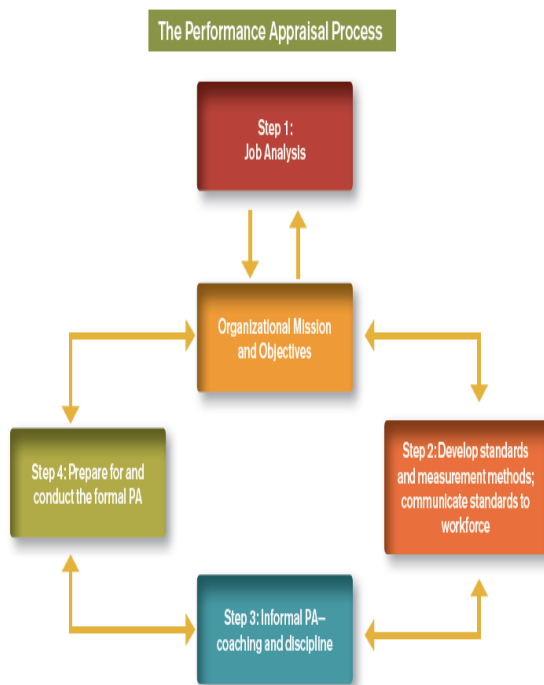 The Performance Appraisal Process
Step 1:
Job Analysis
Organizational Mission
and Objectives
Step 4: Prepare for and
conduct the formal PA
Step 2: Develop standards
and measurement methods;
communicate standards to
workforce
Step 3: Informal PA—
coaching and discipline